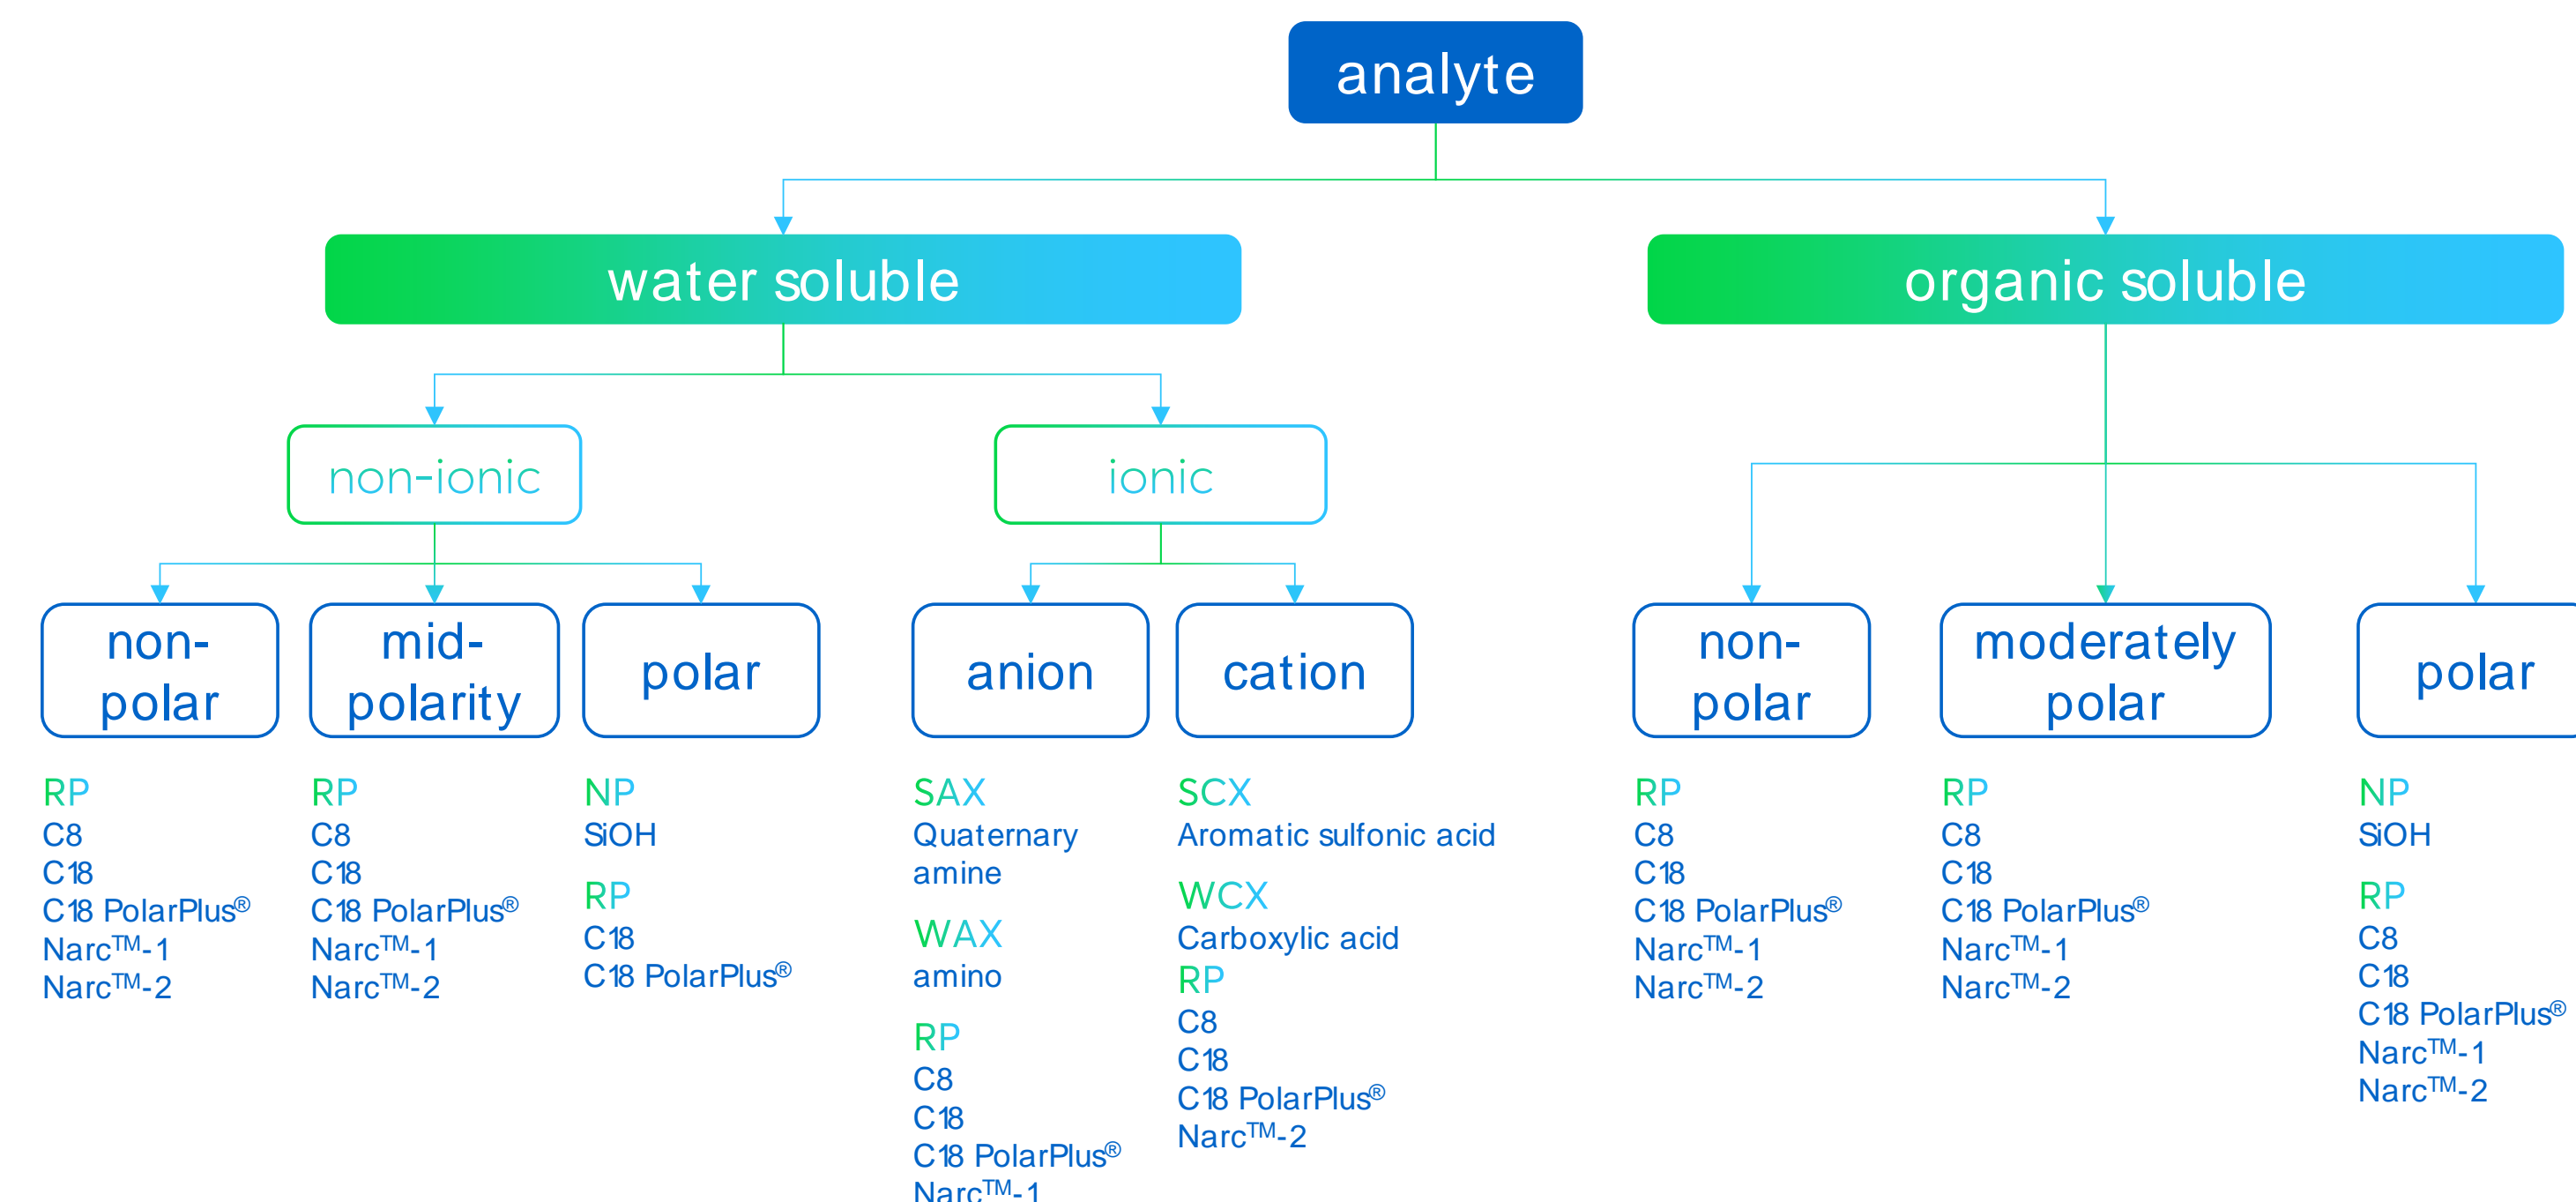 analyte
water soluble
organic soluble
non-ionic
ionic
non-
polar
mid-
polarity
polar
anion
cation
non-
polar
moderately
polar
polar
RP
C8
C18
C18 PolarPlus®
Narc™-1
Narc™-2
RP
C8
C18
C18 PolarPlus®
Narc™-1
Narc™-2
NP
SiOH
RP
C18
C18 PolarPlus®
SAX
Quaternary
amine
WAX
amino
RP
C8
C18
C18 PolarPlus®
Narc™-1
SCX
Aromatic sulfonic acid
WCX
Carboxylic acid
RP
C8
C18
C18 PolarPlus®
Narc™-2
RP
C8
C18
C18 PolarPlus®
Narc™-1
Narc™-2
RP
C8
C18
C18 PolarPlus®
Narc™-1
Narc™-2
NP
SiOH
RP
C8
C18
C18 PolarPlus®
Narc™-1
Narc™-2